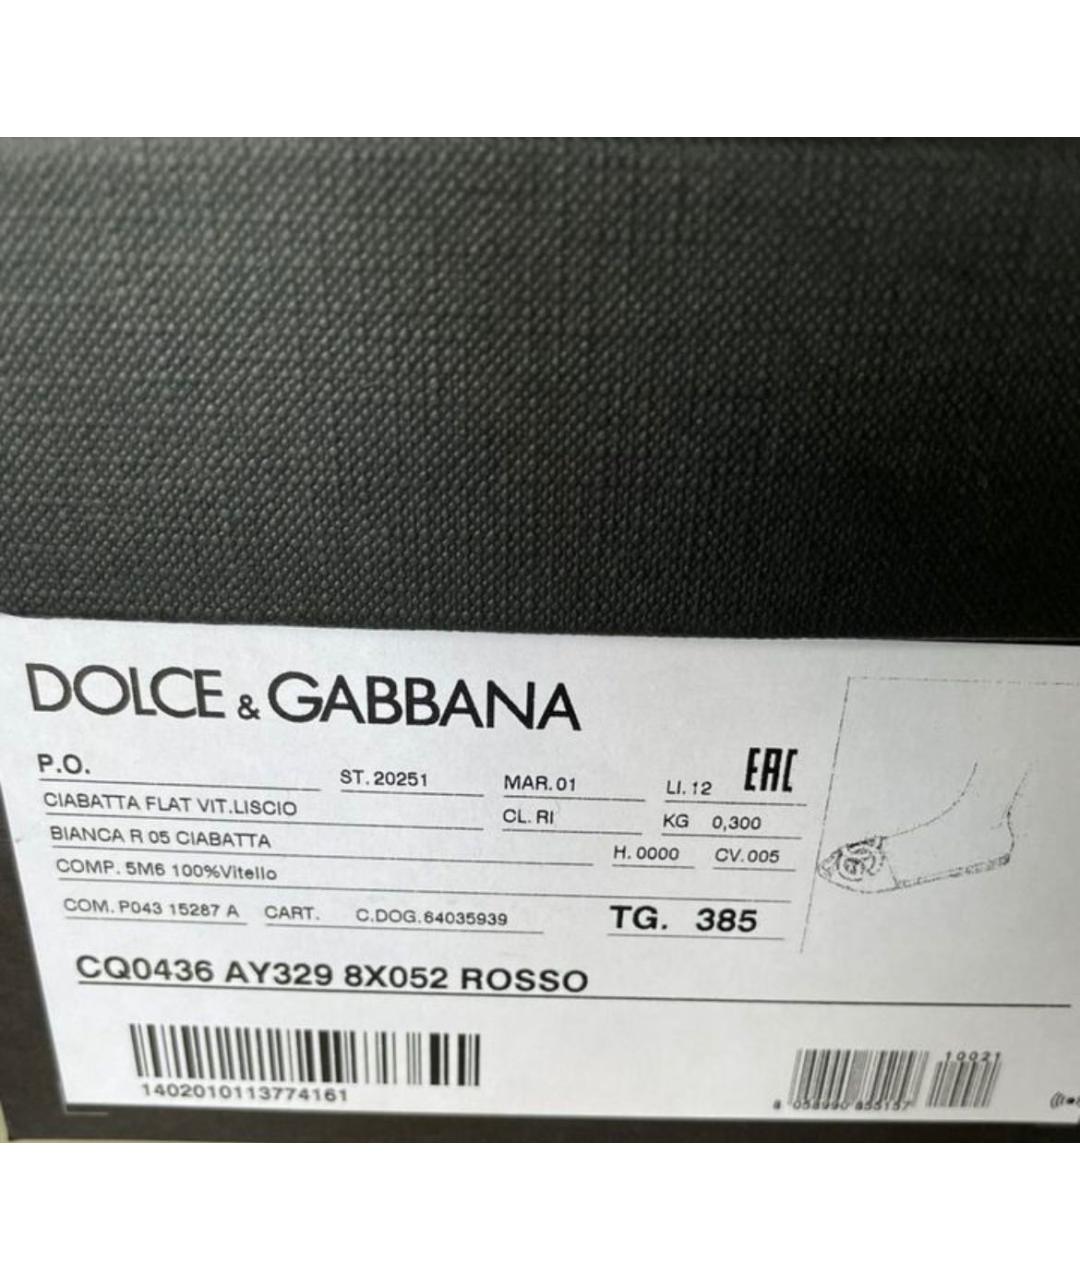 DOLCE & GABBANA
P.O. ST. 20251 MAR. 01 LI. 12 EAC
CIABATTA FLAT VIT.LISCIO CL. RI KG 0,300
BIANCA R 05 CIABATTA H. 0000 CV. 005
COMP. 5M6 100%Vitello
COM. P043 15287 A CART. C.DOG. 64035939 TG. 385
CQ0436 AY329 8X052 ROSSO
1402010113774161
10021
8